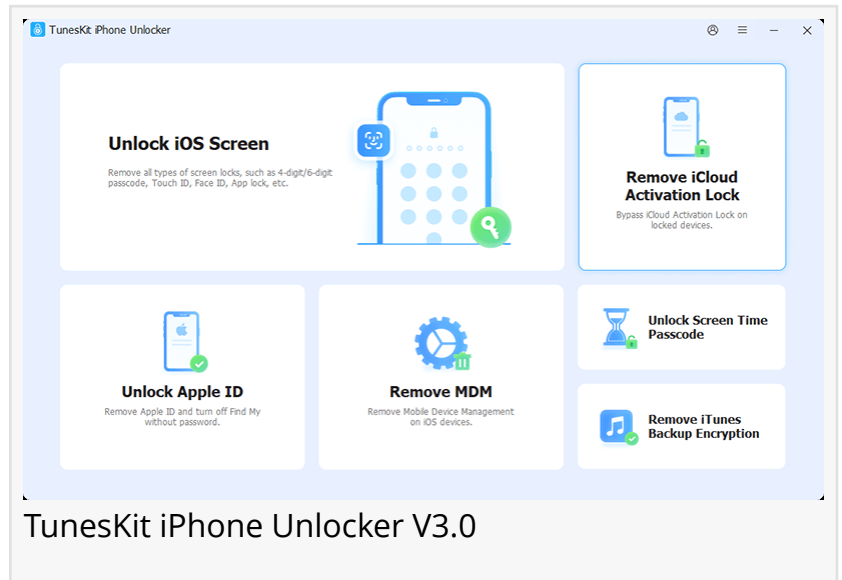 TunesKit iPhone Unlocker
Unlock iOS Screen
Remove all types of screen locks, such as 4-digit/6-digit
passcode, Touch ID, Face ID, App lock, etc.
Remove iCloud
Activation Lock
Bypass iCloud Activation Lock on
locked devices.
Unlock Apple ID
Remove Apple ID and turn off Find My
without password.
Remove MDM
Remove Mobile Device Management
on iOS devices.
Unlock Screen Time
Passcode
Remove iTunes
Backup Encryption
TunesKit iPhone Unlocker V3.0